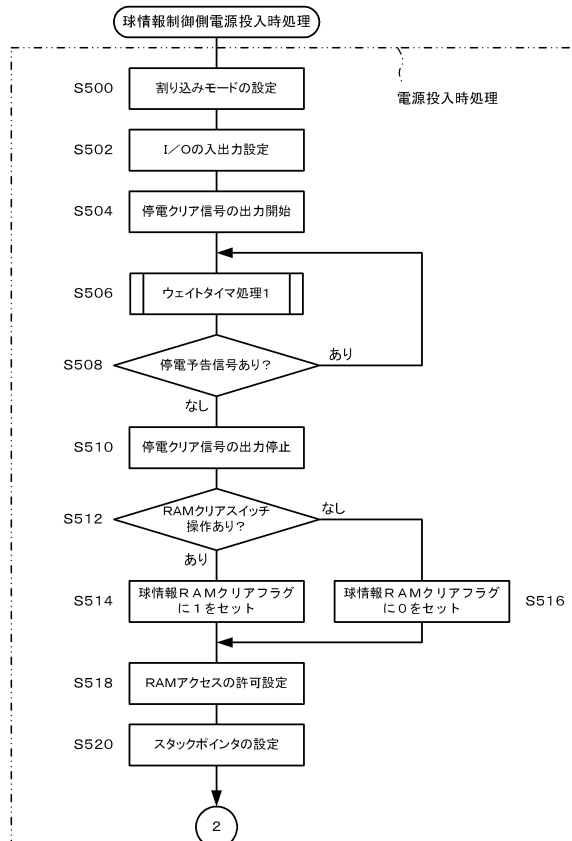 球情報制御側電源投入時処理
電源投入時処理
S500
割り込みモードの設定
S502
I／Oの入出力設定
S504
停電クリア信号の出力開始
S506
ウェイトタイマ処理1
S508
停電予告信号あり？
あり
なし
S510
停電クリア信号の出力停止
S512
RAMクリアスイッチ
操作あり？
なし
あり
S514
球情報RAMクリアフラグ
に1をセット
球情報RAMクリアフラグ
に0をセット
S516
S518
RAMアクセスの許可設定
S520
スタックポインタの設定
2